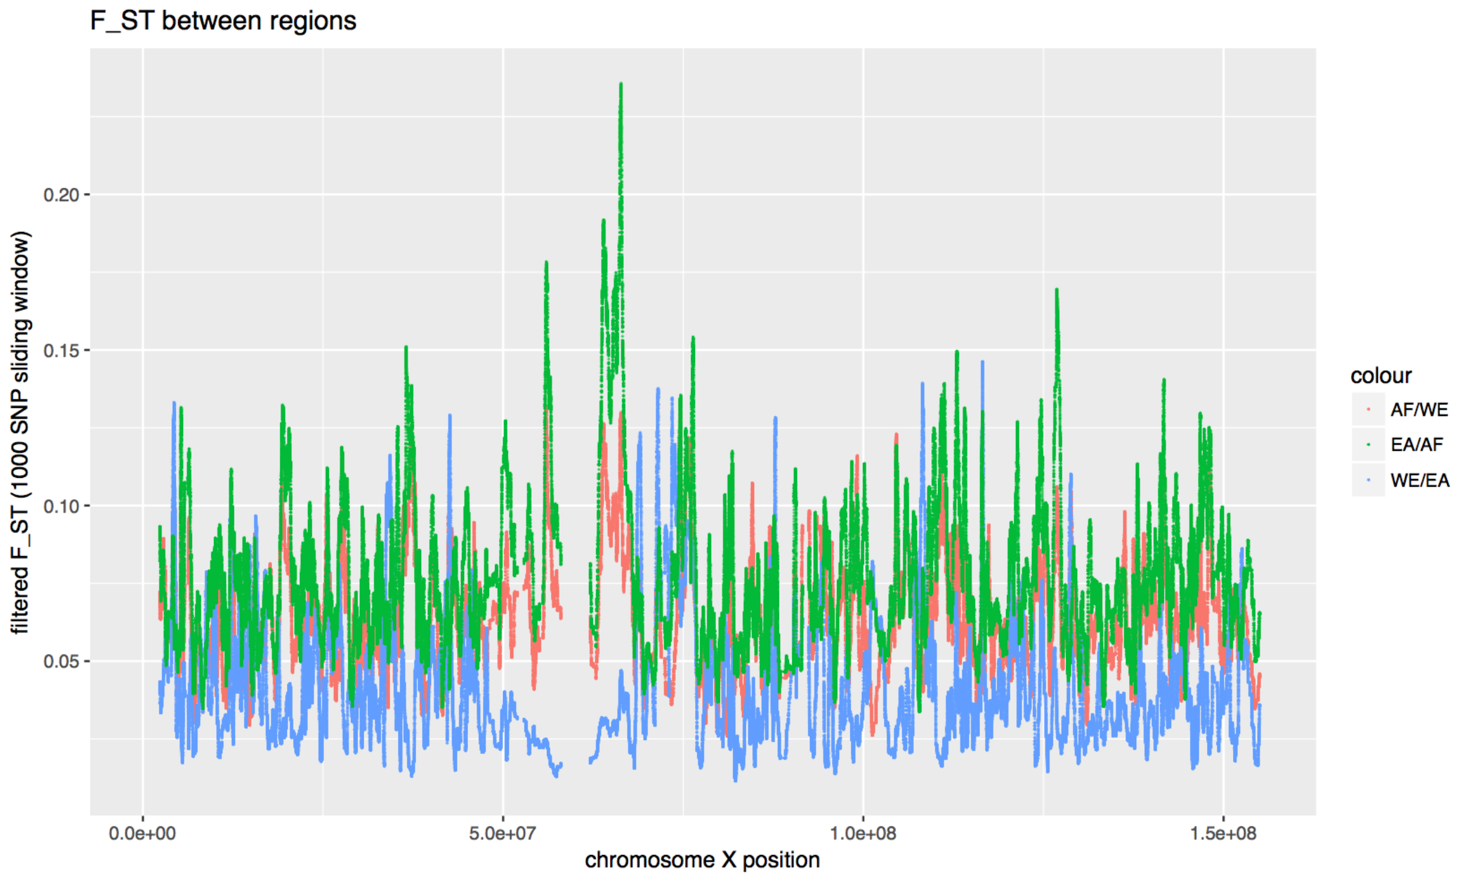 F_ST between regions
filtered F_ST (1000 SNP sliding window)
0.20
0.15
0.10
0.05
0.0e+00
5.0e+07
1.0e+08
1.5e+08
chromosome X position
colour
AF/WE
EA/AF
WE/EA